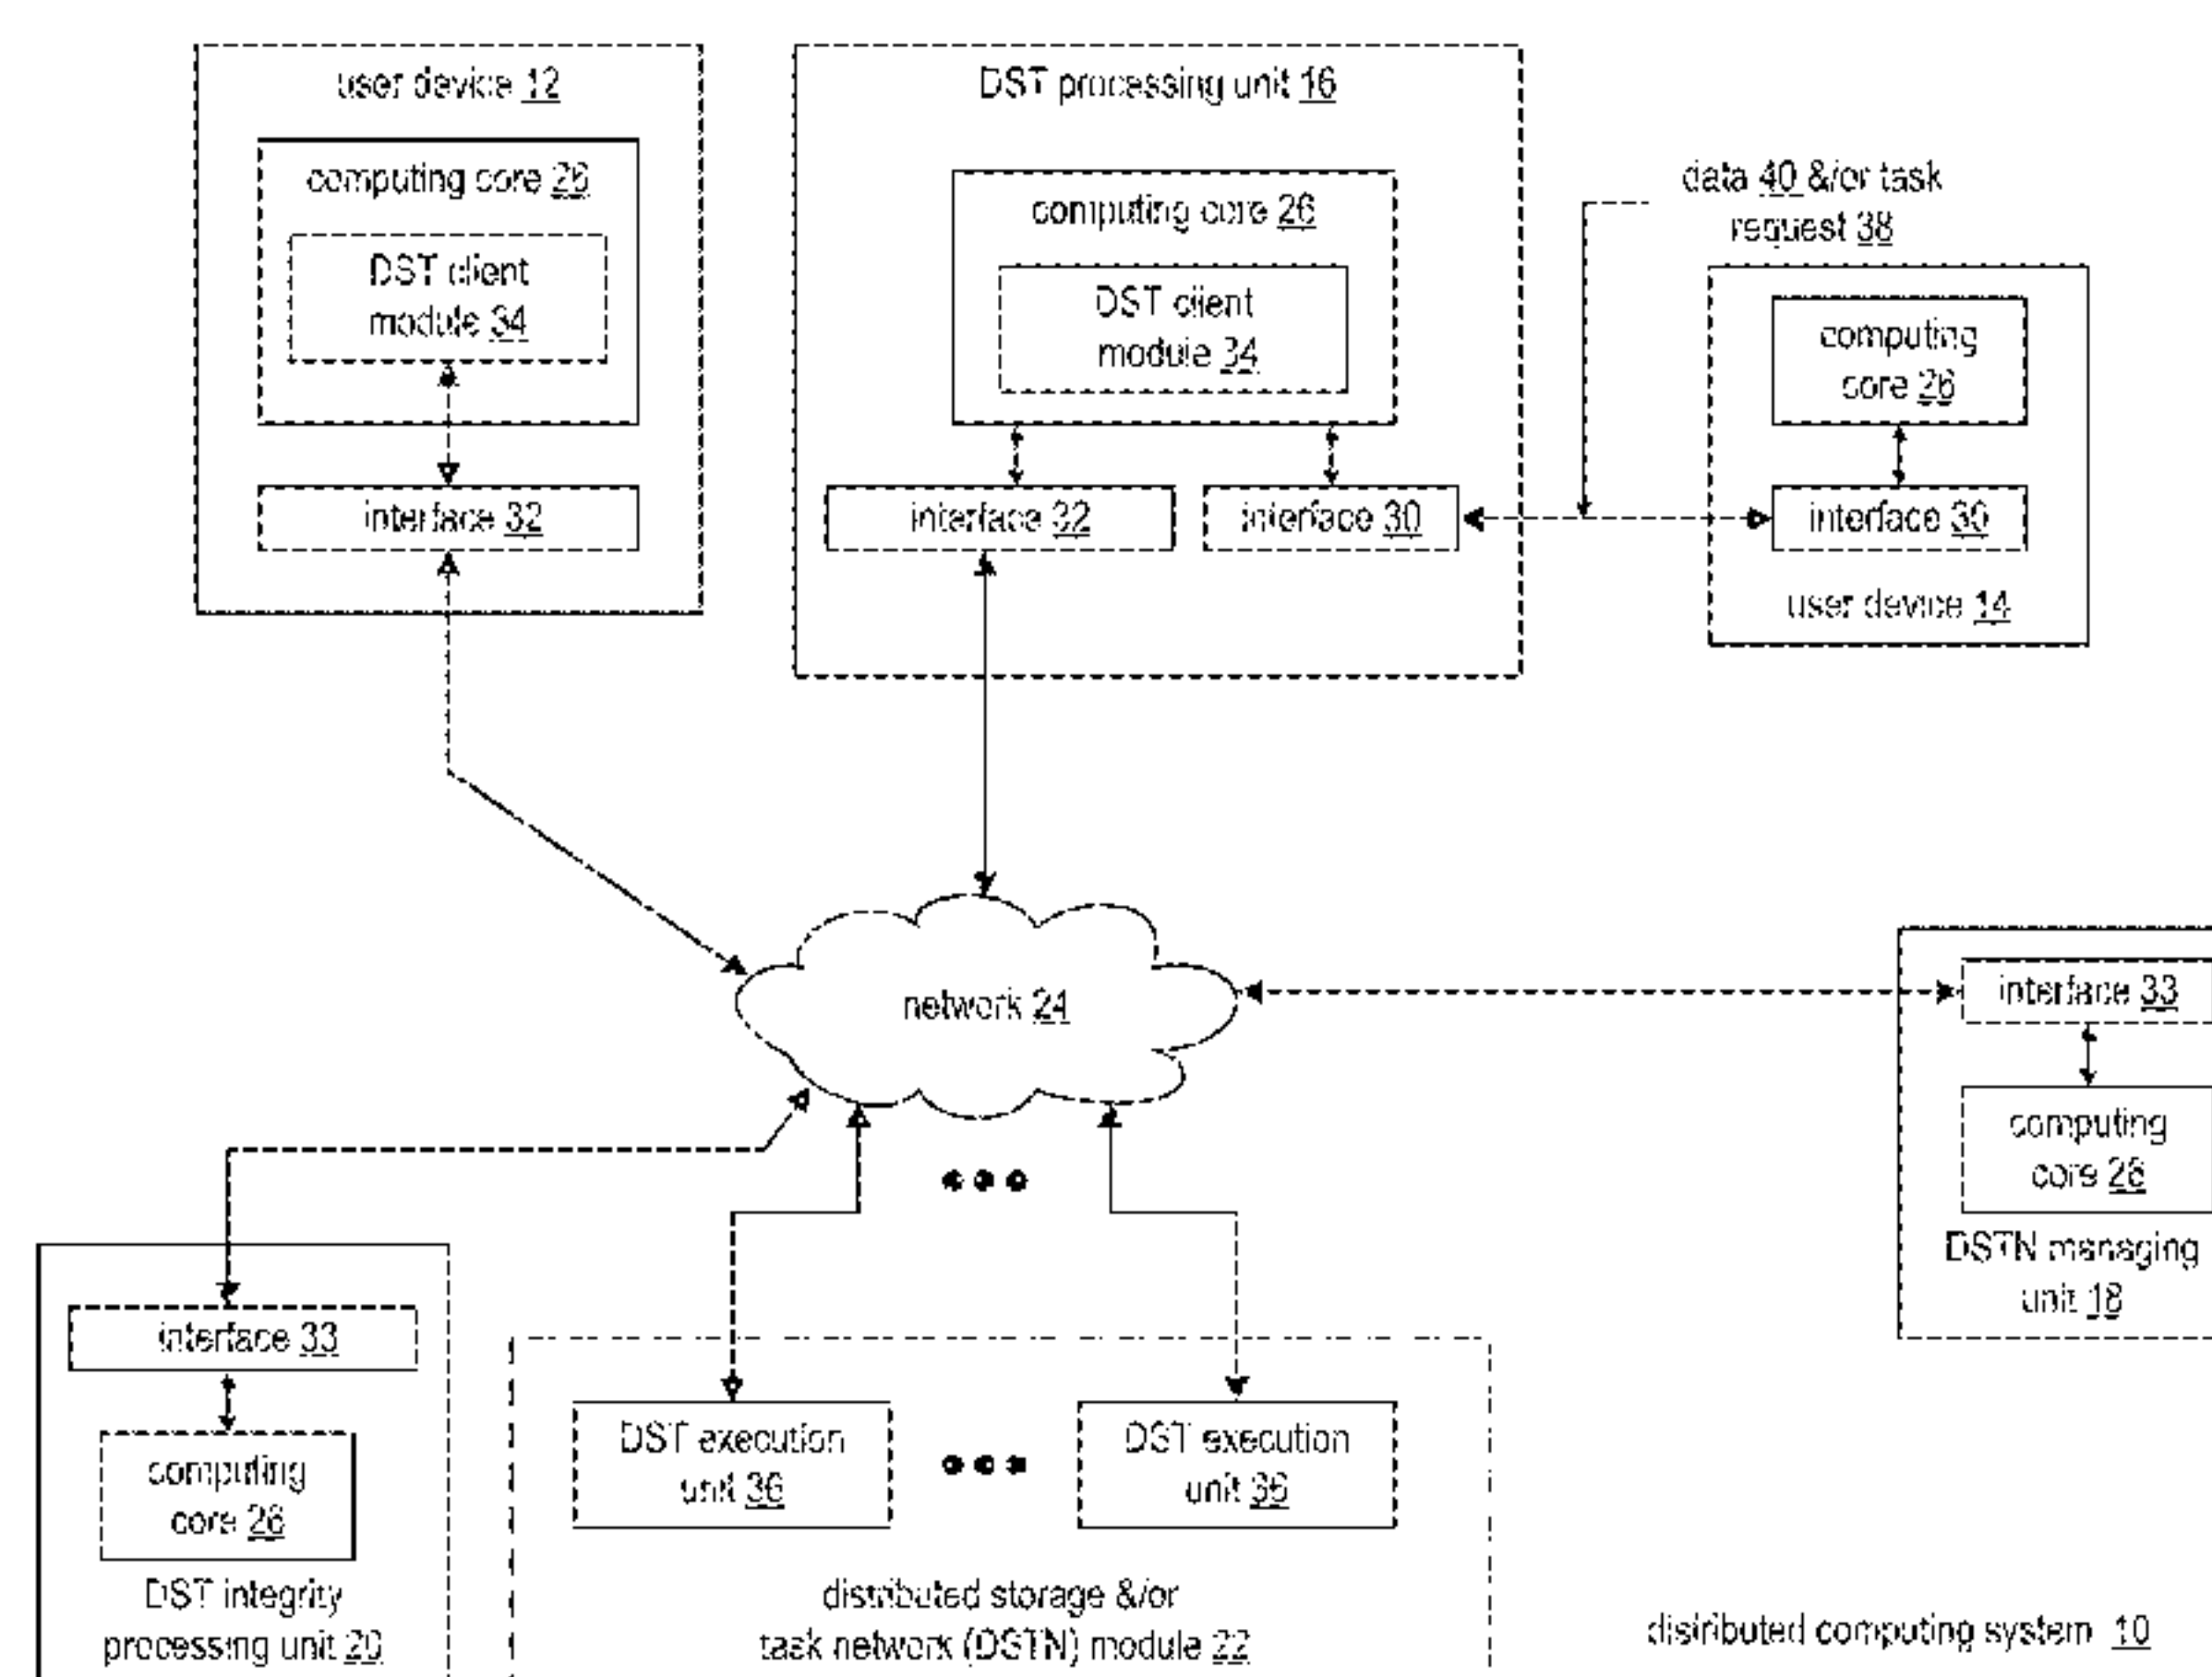 user device 12
computing core 26
DST client
module 34
interface 32
DST processing unit 16
computing core 26
DST client
module 34
interface 32
interface 30
data 40 &/or task
request 38
computing
core 26
interface 30
user device 14
network 24
interface 33
computing
core 26
DSTN managing
unit 18
interface 33
computing
core 26
DST integrity
processing unit 20
DST execution
unit 36
DST execution
unit 36
distributed storage &/or
task network (DSTN) module 22
distributed computing system 10